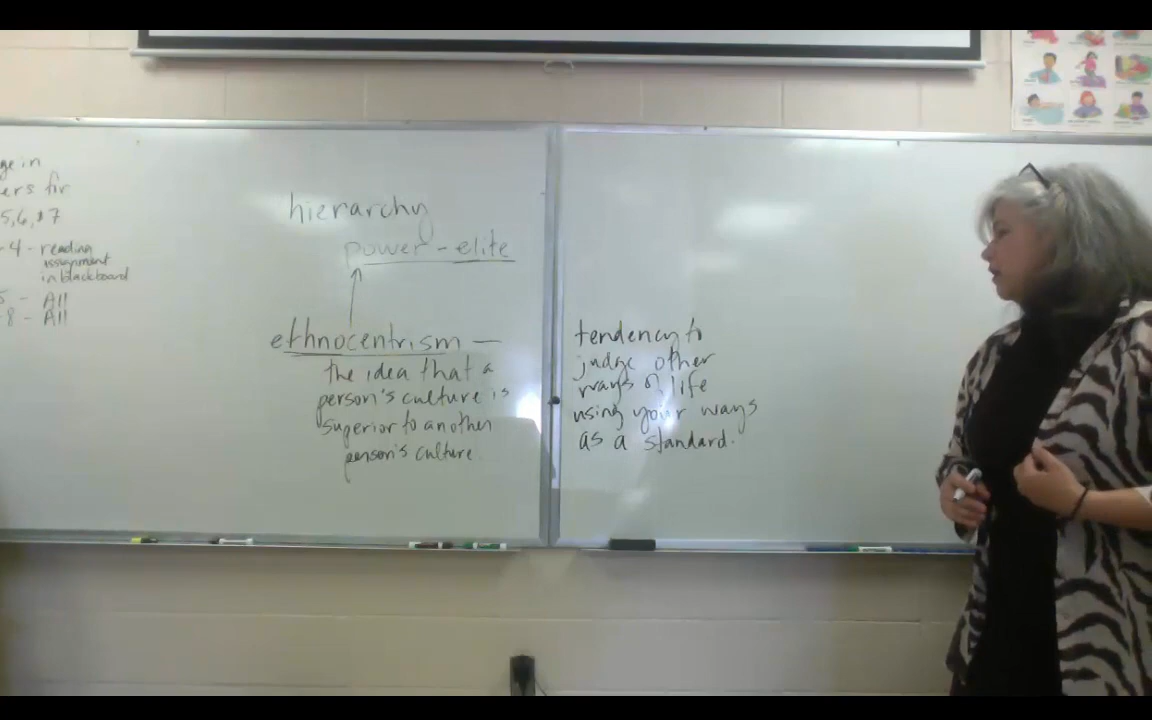 ge in
ers for
5, 6, & 7
- 4 - reading
assignment
in blackboard
5 - All
- 8 - All
hierarchy
power - elite
ethnocentrism —
the idea that a
person's culture is
superior to another
person's culture.
tendency to
judge other
ways of life
using your ways
as a standard.